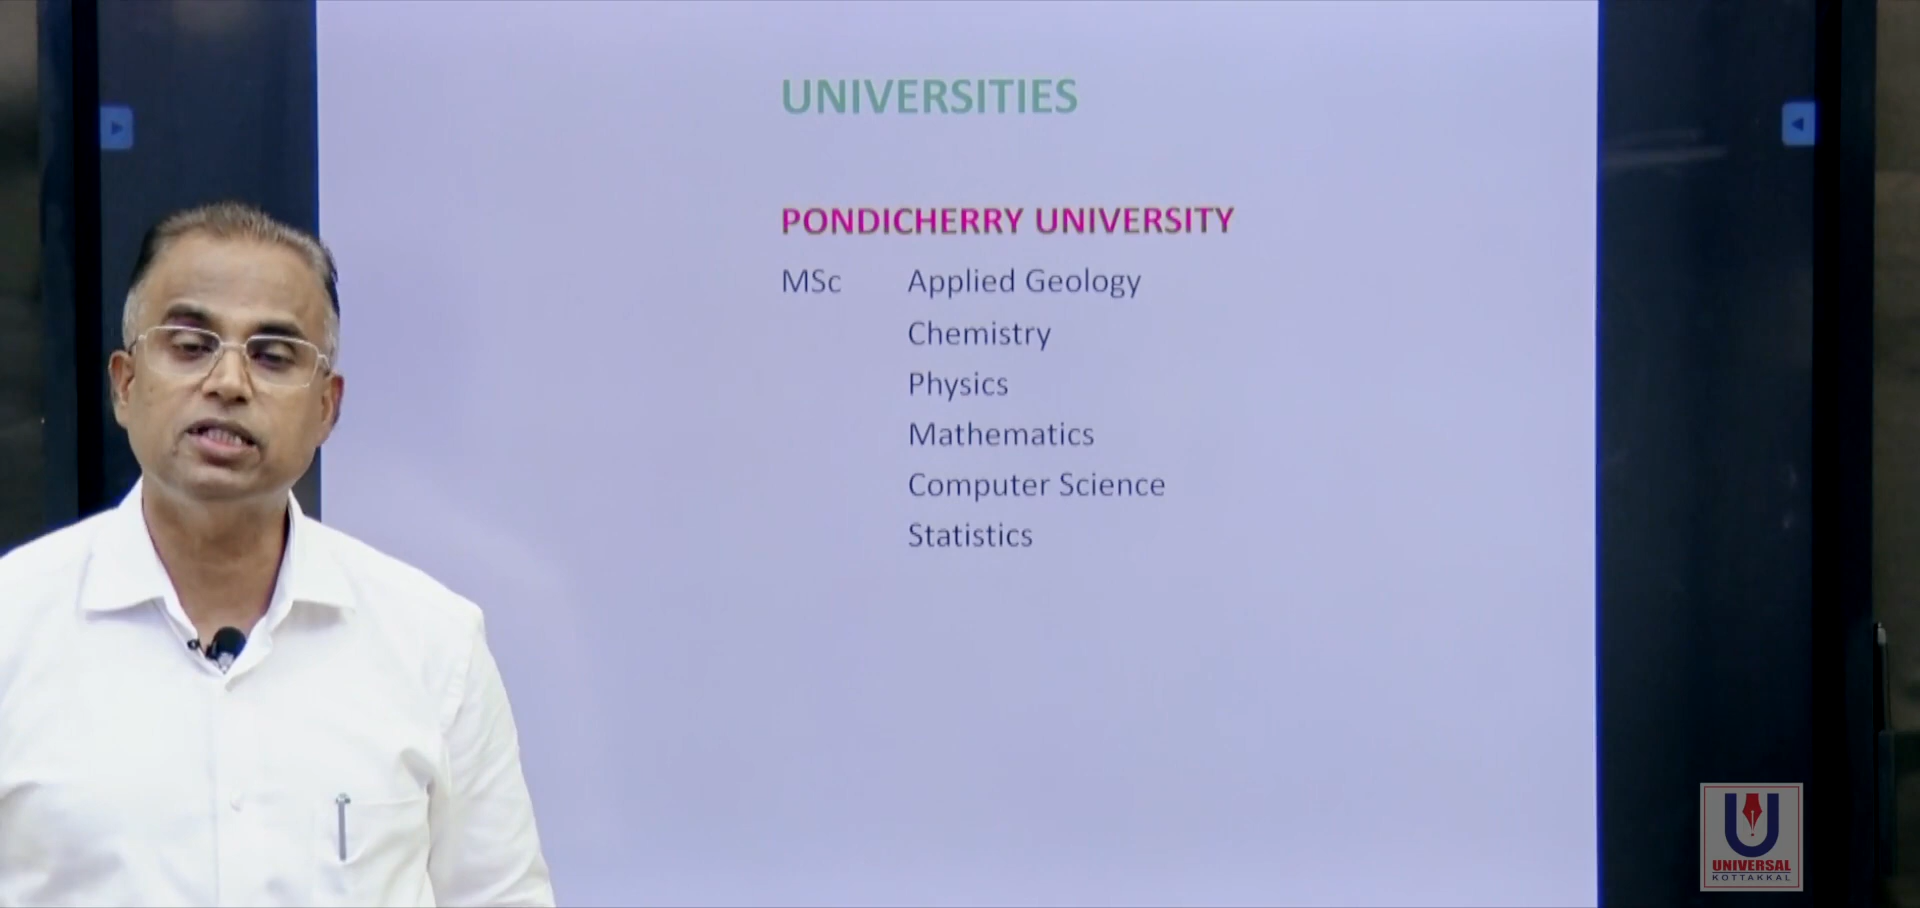 UNIVERSITIES
PONDICHERRY UNIVERSITY
MSc Applied Geology
Chemistry
Physics
Mathematics
Computer Science
Statistics
UNIVERSAL
KOTTAKKAL